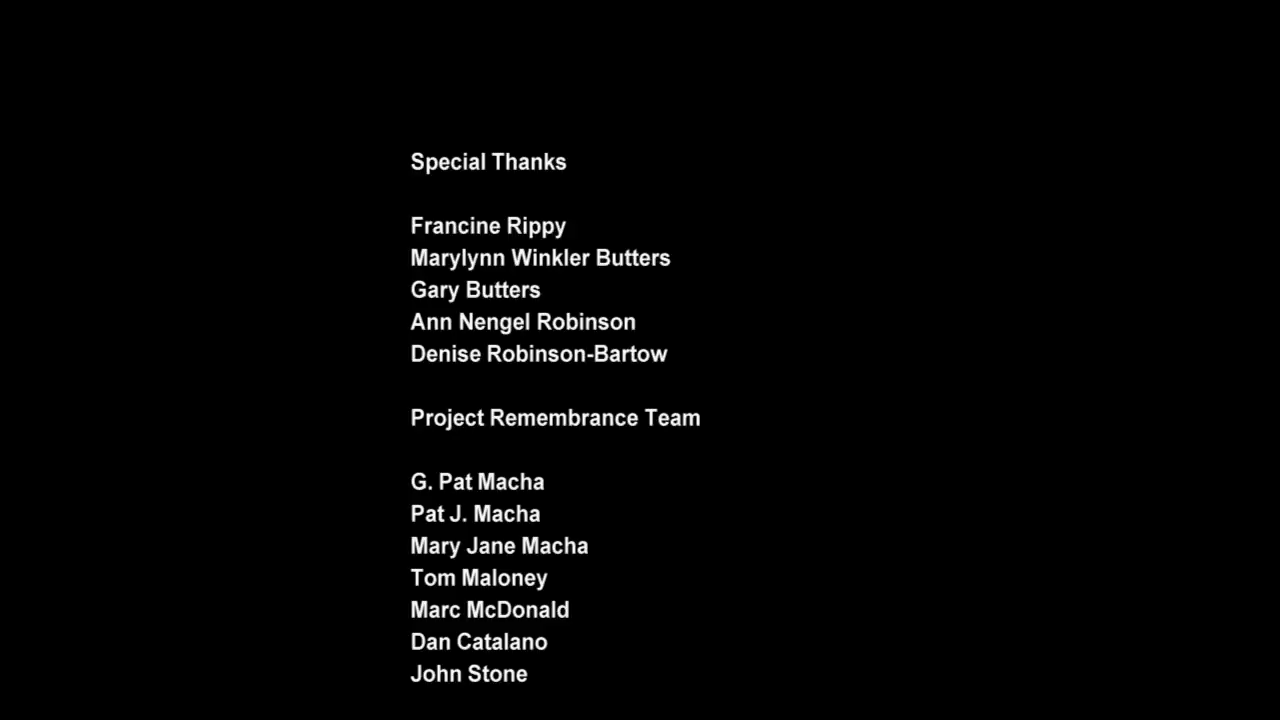 Special Thanks
Francine Rippy
Marylynn Winkler Butters
Gary Butters
Ann Nengel Robinson
Denise Robinson-Bartow
Project Remembrance Team
G. Pat Macha
Pat J. Macha
Mary Jane Macha
Tom Maloney
Marc McDonald
Dan Catalano
John Stone